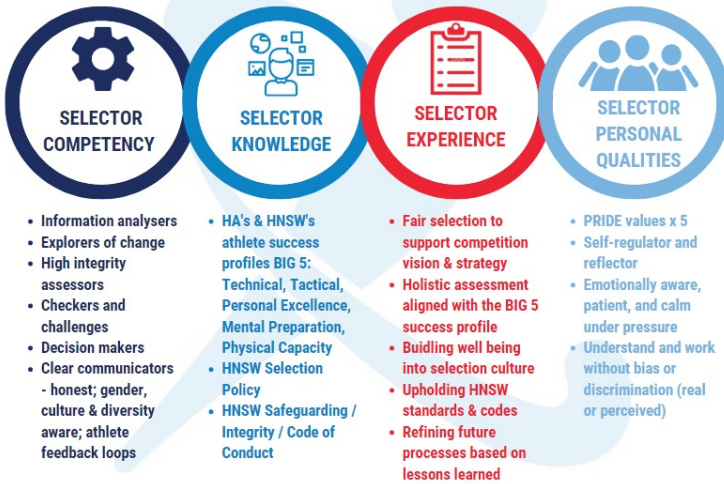 SELECTOR
COMPETENCY
• Information analysers
• Explorers of change
• High integrity
assessors
• Checkers and
challenges
• Decision makers
• Clear communicators
- honest; gender,
culture & diversity
aware; athlete
feedback loops
SELECTOR
KNOWLEDGE
• HA's & HNSW's
athlete success
profiles BIG 5:
Technical, Tactical,
Personal Excellence,
Mental Preparation,
Physical Capacity
• HNSW Selection
Policy
• HNSW Safeguarding /
Integrity / Code of
Conduct
SELECTOR
EXPERIENCE
• Fair selection to
support competition
vision & strategy
• Holistic assessment
aligned with the BIG 5
success profile
• Buidling well being
into selection culture
• Upholding HNSW
standards & codes
• Refining future
processes based on
lessons learned
SELECTOR
PERSONAL
QUALITIES
• PRIDE values x 5
• Self-regulator and
reflector
• Emotionally aware,
patient, and calm
under pressure
• Understand and work
without bias or
discrimination (real
or perceived)